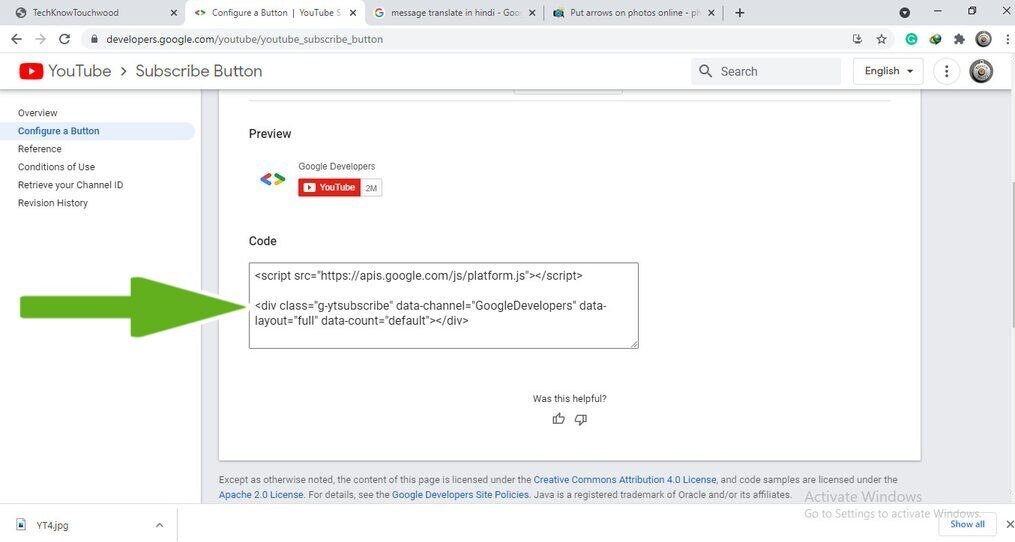 TechKnowTouchwood
Configure a Button | YouTube S
message translate in hindi - Goo
Put arrows on photos online - ph
developers.google.com/youtube/youtube_subscribe_button
YouTube > Subscribe Button
Search
English
Overview
Configure a Button
Reference
Conditions of Use
Retrieve your Channel ID
Revision History
Preview
Google Developers
YouTube 2M
Code
<script src="https://apis.google.com/js/platform.js"></script>
<div class="g-ytsubscribe" data-channel="GoogleDevelopers" data-
layout="full" data-count="default"></div>
Was this helpful?
Except as otherwise noted, the content of this page is licensed under the Creative Commons Attribution 4.0 License, and code samples are licensed under the
Apache 2.0 License. For details, see the Google Developers Site Policies. Java is a registered trademark of Oracle and/or its affiliates.
Activate Windows
Go to Settings to activate Windows.
YT4.jpg
Show all